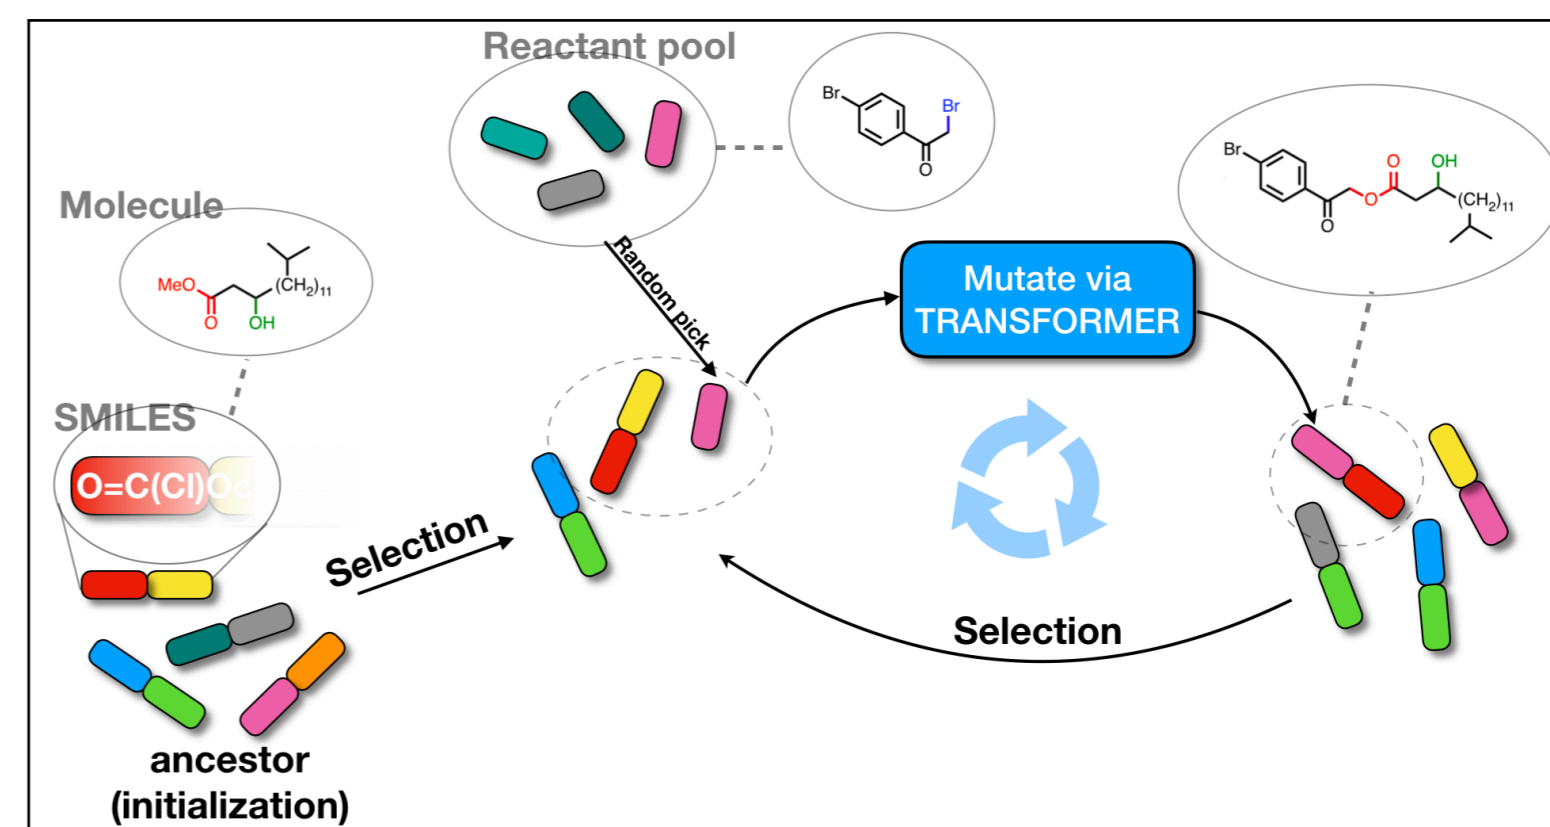 Reactant pool
Br
Br
O
Br
O
O
O
OH
(CH2)11
Molecule
MeO
O
OH
(CH2)11
Random pick
Mutate via
TRANSFORMER
SMILES
O=C(Cl)Oc
Selection
Selection
ancestor
(initialization)